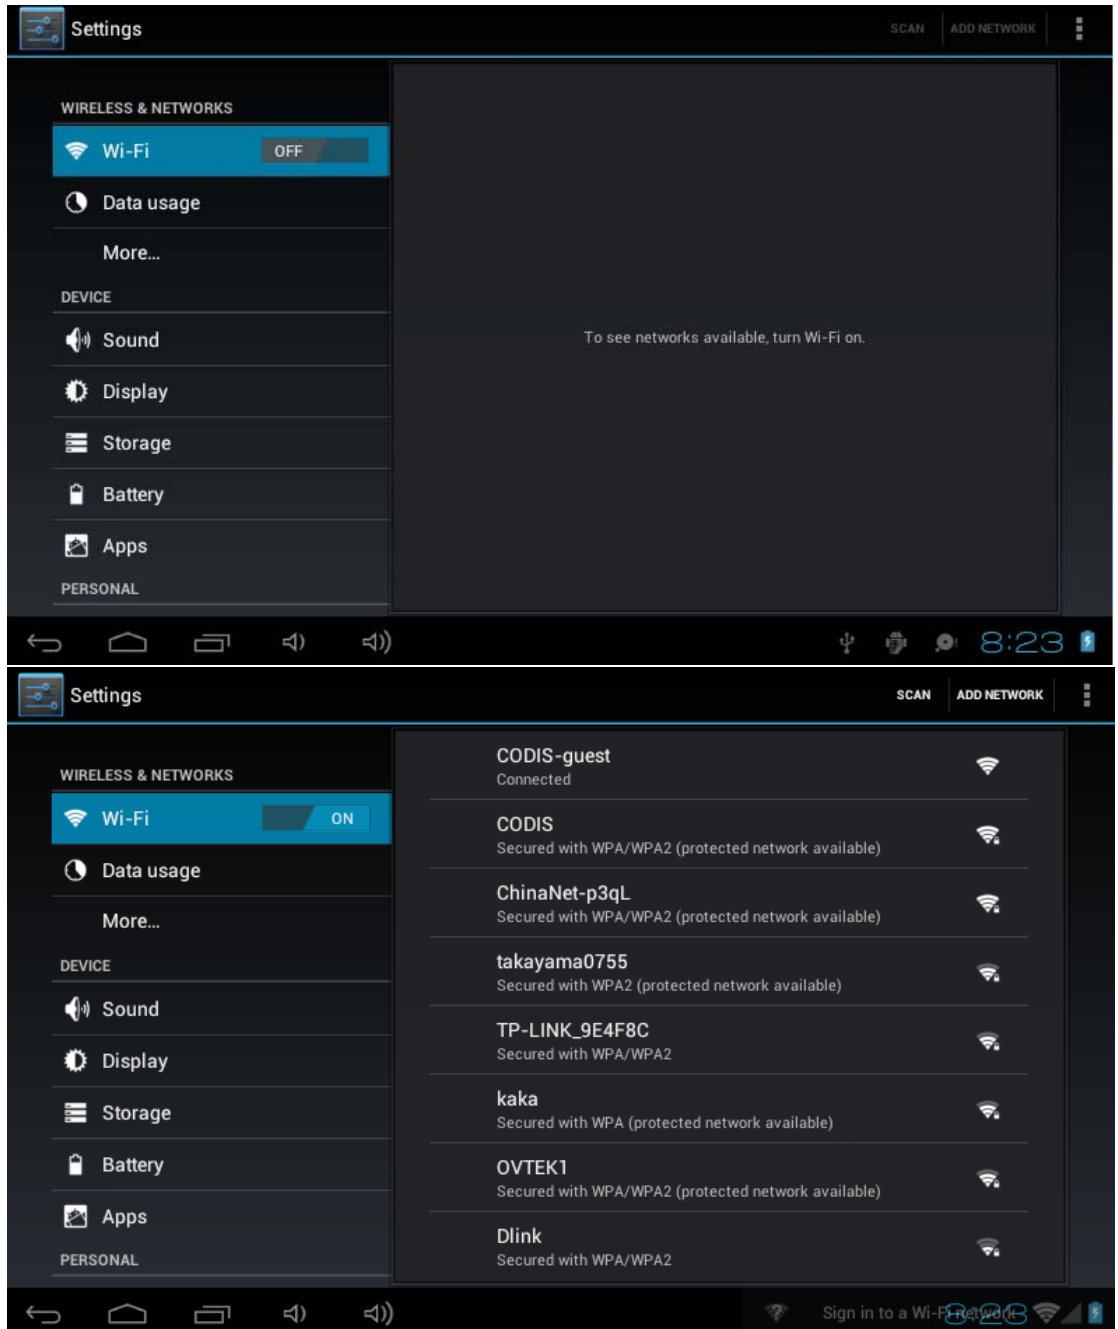 Settings
SCAN
ADD NETWORK
WIRELESS & NETWORKS
Wi-Fi
OFF
Data usage
More...
DEVICE
Sound
Display
Storage
Battery
Apps
PERSONAL
To see networks available, turn Wi-Fi on.
8:23
Settings
SCAN
ADD NETWORK
WIRELESS & NETWORKS
Wi-Fi
ON
Data usage
More...
DEVICE
Sound
Display
Storage
Battery
Apps
PERSONAL
CODIS-guest
Connected
CODIS
Secured with WPA/WPA2 (protected network available)
ChinaNet-p3qL
Secured with WPA/WPA2 (protected network available)
takayama0755
Secured with WPA2 (protected network available)
TP-LINK_9E4F8C
Secured with WPA/WPA2
kaka
Secured with WPA (protected network available)
OVTEK1
Secured with WPA/WPA2 (protected network available)
Dlink
Secured with WPA/WPA2
Sign in to a Wi-Fi network
8:23